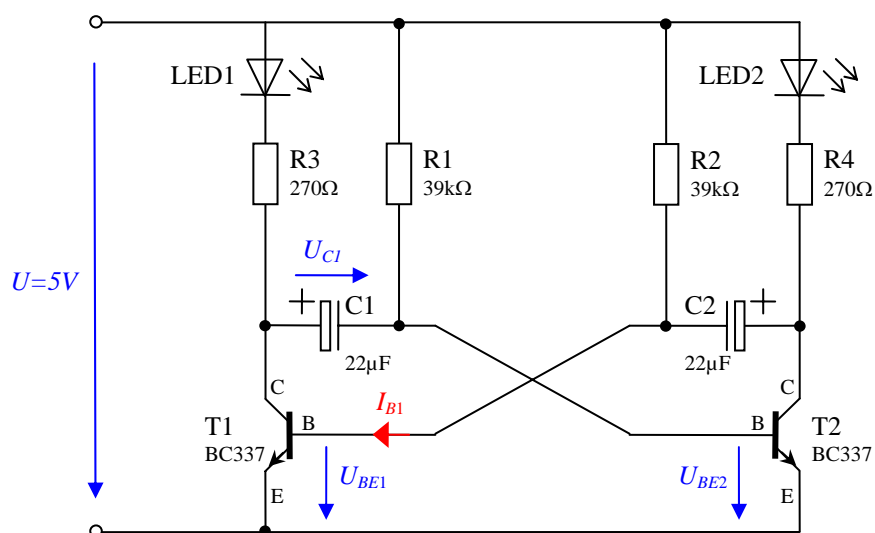 LED1
LED2
R3
270Ω
R1
39kΩ
R2
39kΩ
R4
270Ω
U=5V
UC1
+
C1
22µF
C2
+
22µF
C
C
T1
BC337
B
IB1
B
T2
BC337
E
UBE1
UBE2
E